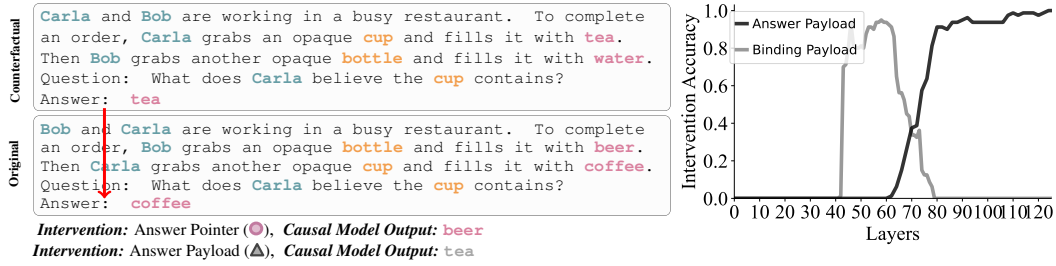 Counterfactual
Carla and Bob are working in a busy restaurant. To complete
an order, Carla grabs an opaque cup and fills it with tea.
Then Bob grabs another opaque bottle and fills it with water.
Question: What does Carla believe the cup contains?
Answer: tea
Original
Bob and Carla are working in a busy restaurant. To complete
an order, Bob grabs an opaque bottle and fills it with beer.
Then Carla grabs another opaque cup and fills it with coffee.
Question: What does Carla believe the cup contains?
Answer: coffee
Intervention: Answer Pointer (), Causal Model Output: beer
Intervention: Answer Payload (), Causal Model Output: tea
Intervention Accuracy
1.0
0.8
0.6
0.4
0.2
0.0
Answer Payload
Binding Payload
0 10 20 30 40 50 60 70 80 90 100 110 120
Layers